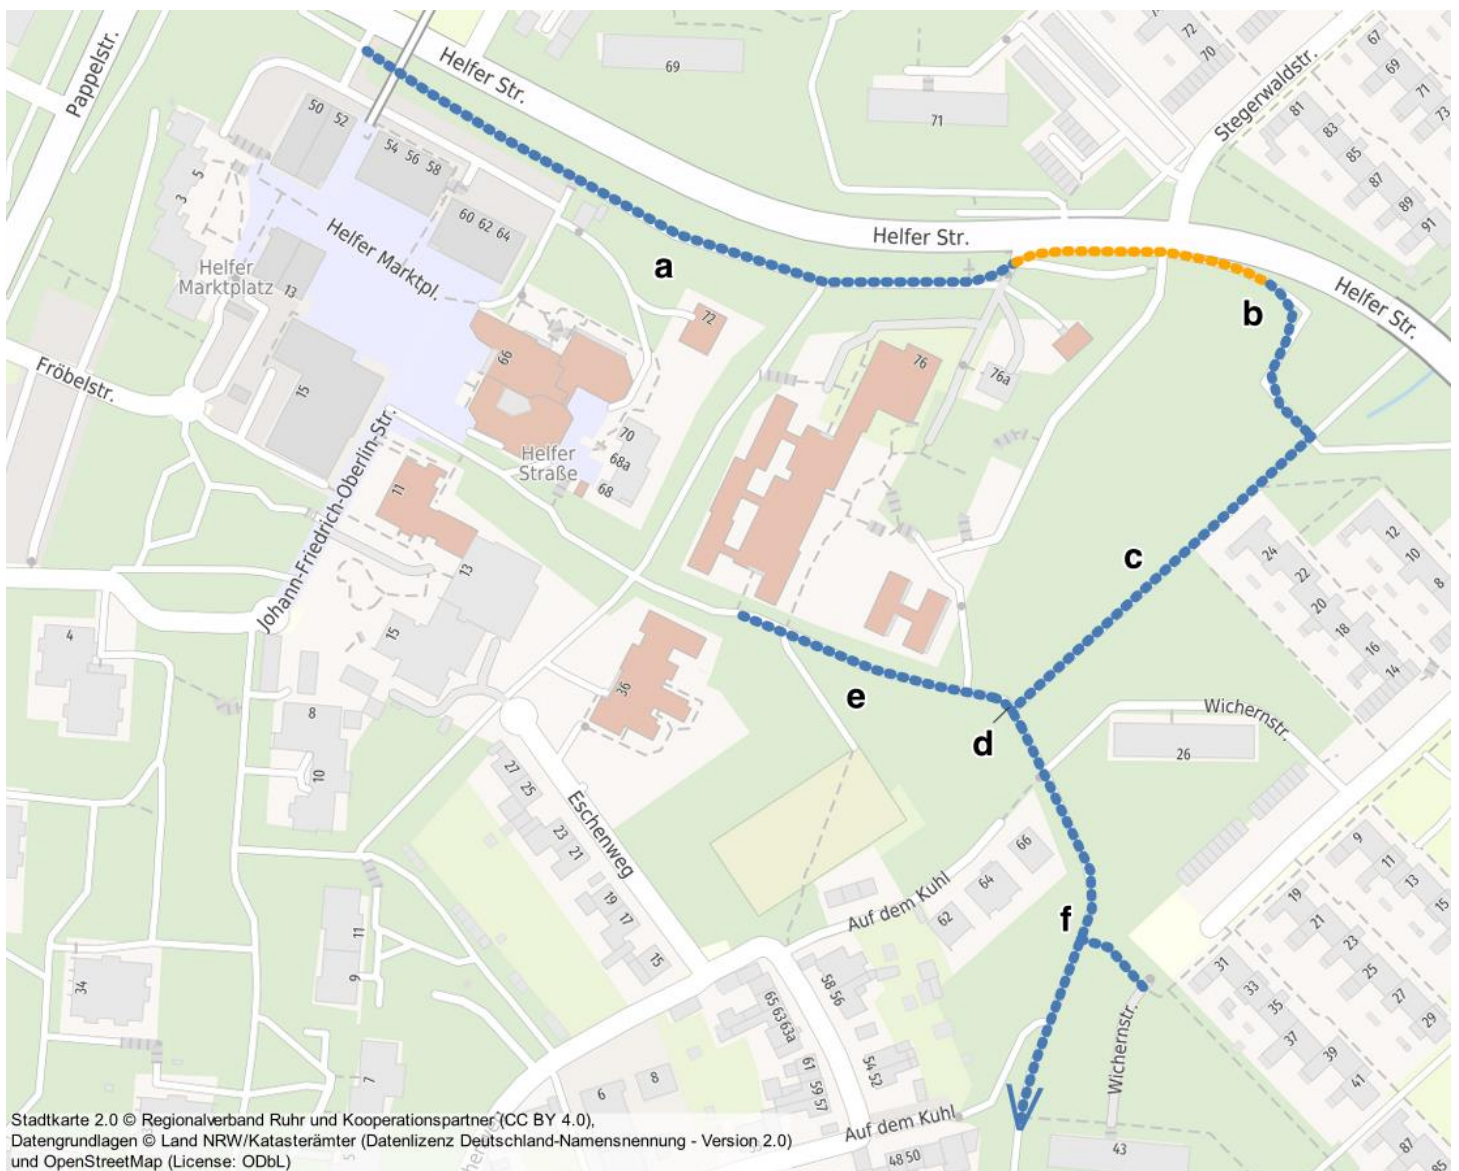 Pappelstr.
Helfer Str.
69
72
70
67
69
71
73
Stegerwaldstr.
71
81
83
85
87
89
91
50 52
54 56 58
60 62 64
5
3
Helfer Marktpl.
Helfer
Marktplatz
13
Helfer Str.
a
b
Helfer Str.
72
66
76
76a
Fröbelstr.
15
70
68a
68
Helfer
Straße
Johann-Friedrich-Oberlin-Str.
11
13
15
c
24
22
20
18
16
14
12
10
8
4
36
e
d
Wichernstr.
26
8
10
27
25
23
21
19
17
15
Eschenweg
66
64
62
Auf dem Kuhl
f
9
11
13
15
19
21
23
25
27
29
31
33
35
37
39
41
11
9
34
7
58 56
65 63 63a
61
59 57
54 52
6
8
Wichernstr.
Auf dem Kuhl
48 50
43
87
85
Stadtkarte 2.0 © Regionalverband Ruhr und Kooperationspartner (CC BY 4.0),
Datengrundlagen © Land NRW/Katasterämter (Datenlizenz Deutschland-Namensnennung - Version 2.0)
und OpenStreetMap (License: ODbL)